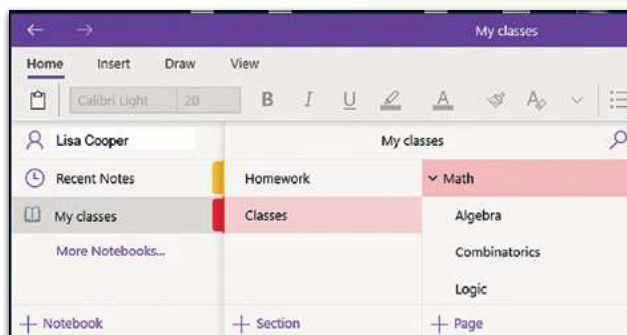 My classes
Home Insert Draw View
Calibri Light 20 B I U A A
Lisa Cooper My classes
Recent Notes Homework Math
My classes Classes Algebra
More Notebooks... Combinatorics
Logic
+ Notebook + Section + Page